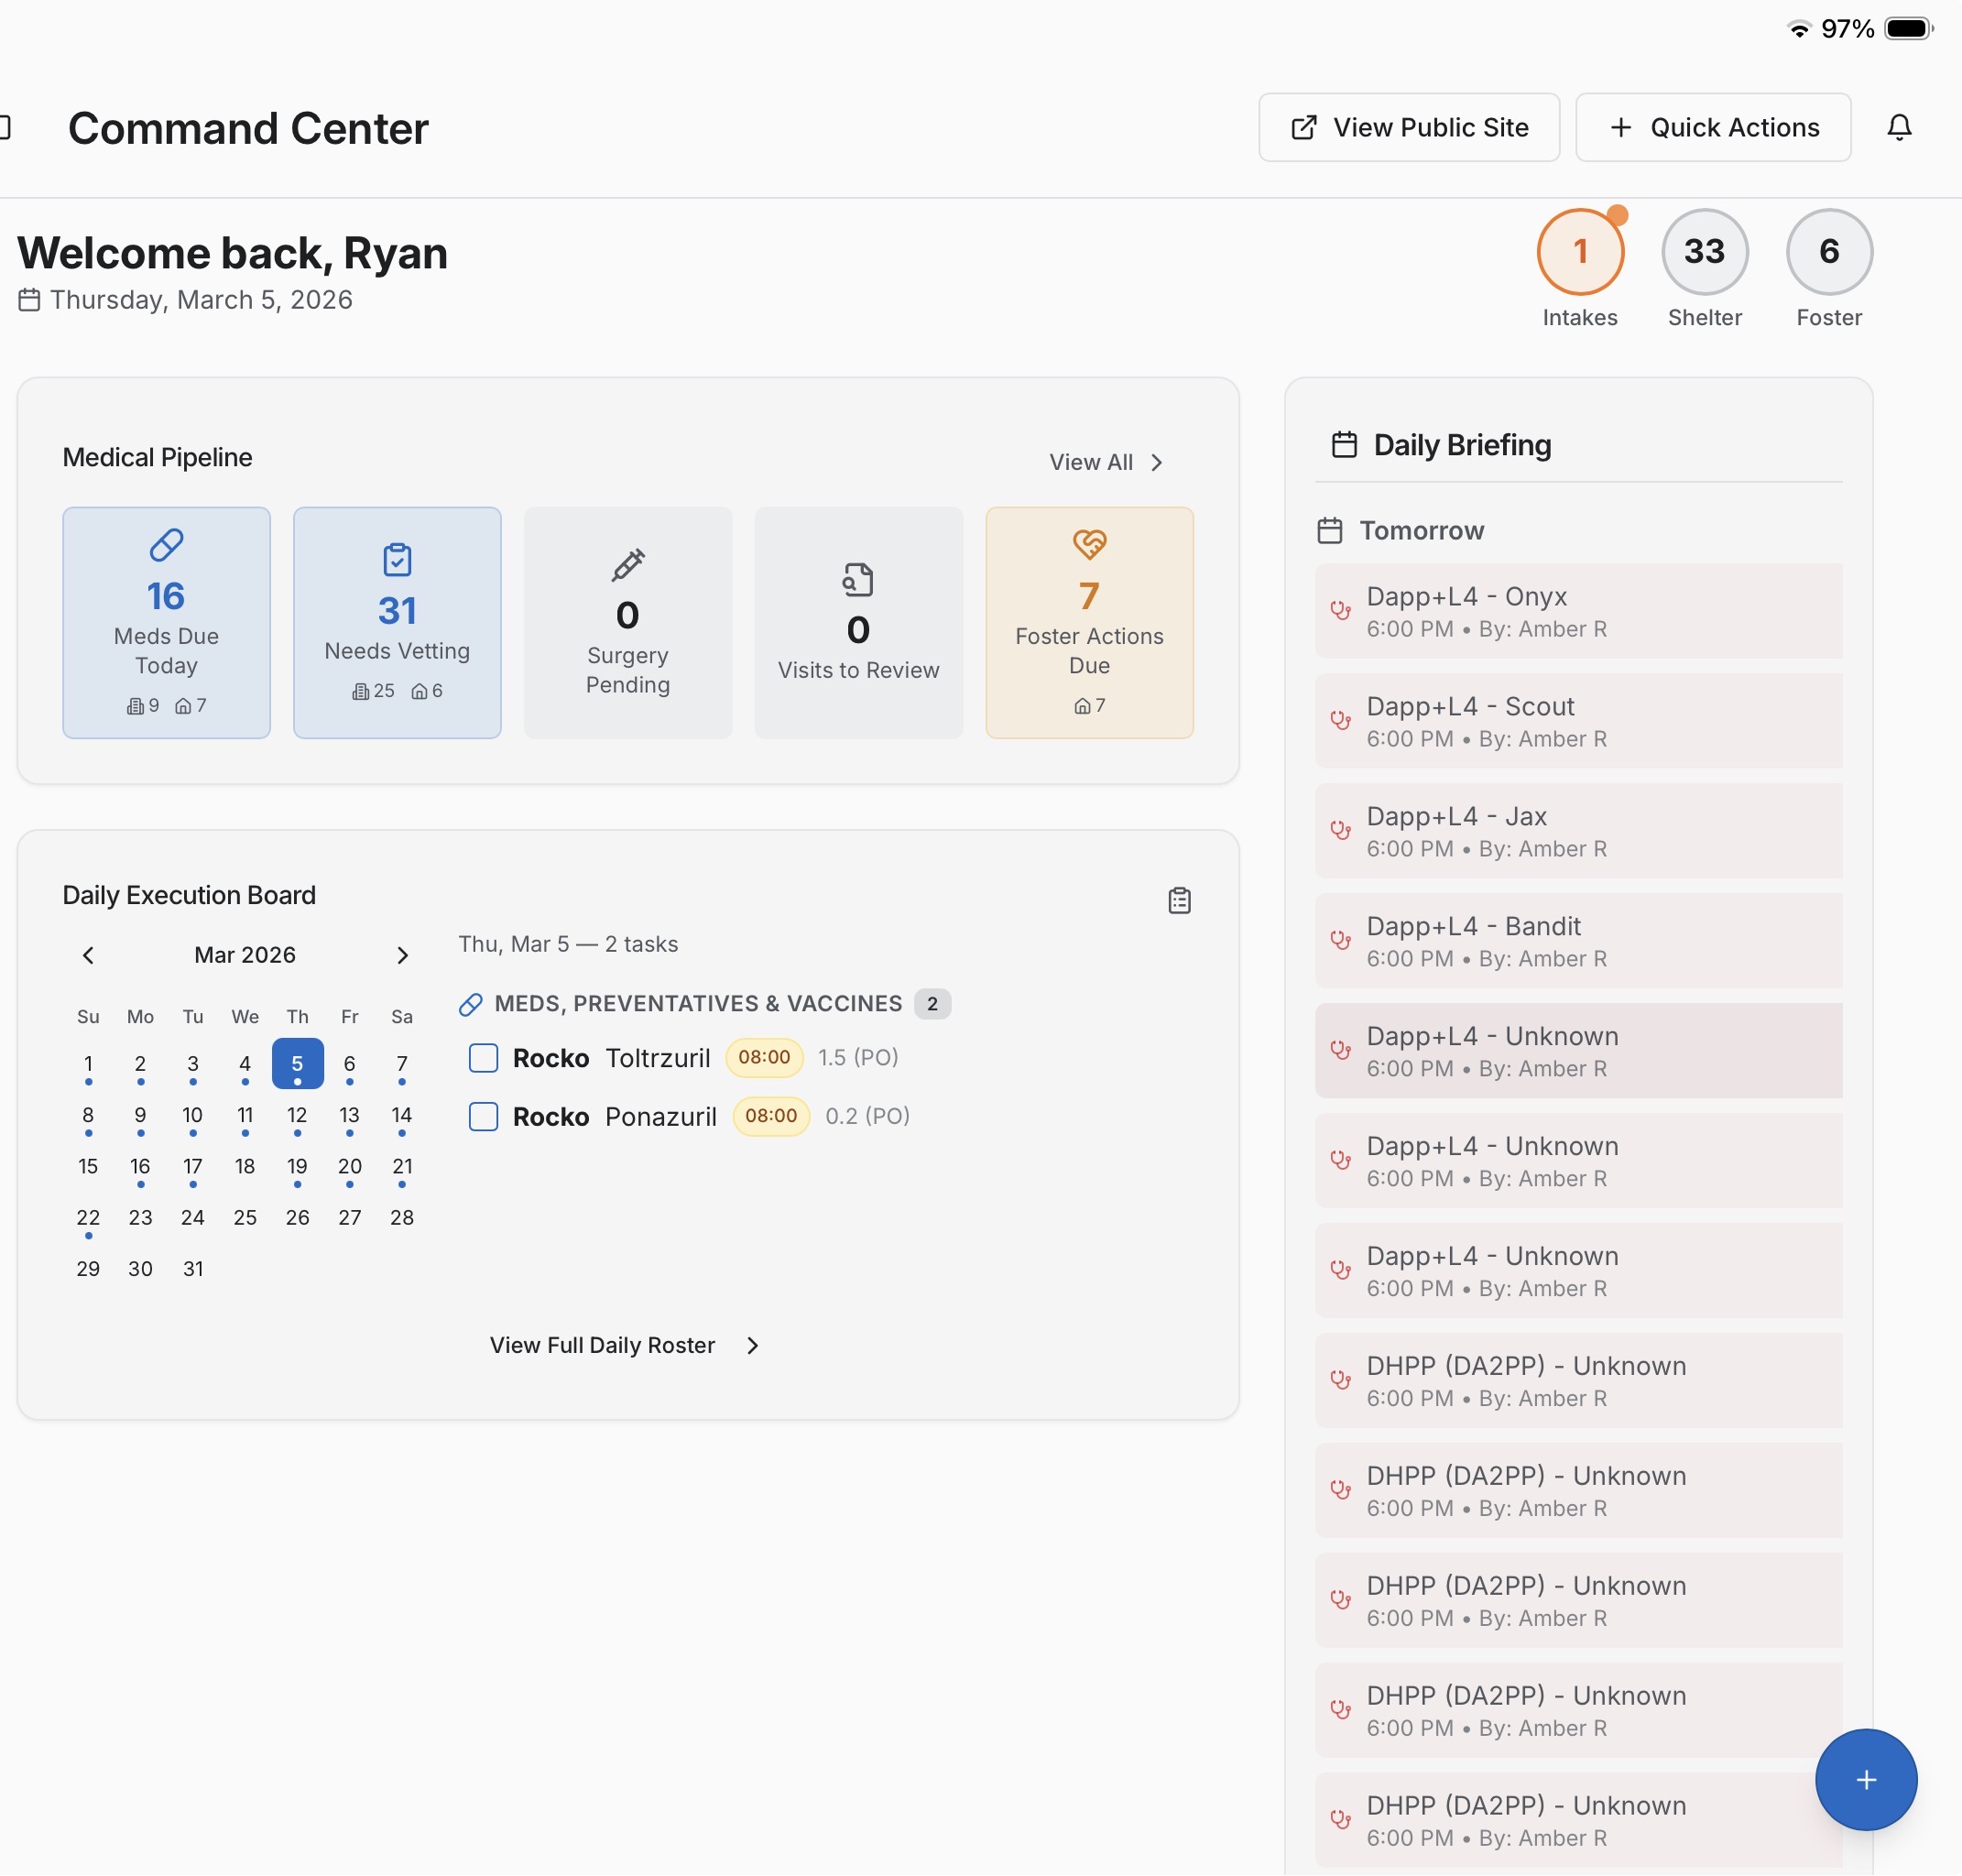 97%
Command Center
View Public Site
Quick Actions
Welcome back, Ryan
Thursday, March 5, 2026
1
Intakes
33
Shelter
6
Foster
Medical Pipeline
View All
16
Meds Due
Today
9 7
31
Needs Vetting
25 6
0
Surgery
Pending
0
Visits to Review
7
Foster Actions
Due
7
Daily Execution Board
Mar 2026
Su Mo Tu We Th Fr Sa
1 2 3 4 5 6 7
8 9 10 11 12 13 14
15 16 17 18 19 20 21
22 23 24 25 26 27 28
29 30 31
Thu, Mar 5 — 2 tasks
MEDS, PREVENTATIVES & VACCINES 2
Rocko Toltrzuril 08:00 1.5 (PO)
Rocko Ponazuril 08:00 0.2 (PO)
View Full Daily Roster
Daily Briefing
Tomorrow
Dapp+L4 - Onyx
6:00 PM • By: Amber R
Dapp+L4 - Scout
6:00 PM • By: Amber R
Dapp+L4 - Jax
6:00 PM • By: Amber R
Dapp+L4 - Bandit
6:00 PM • By: Amber R
Dapp+L4 - Unknown
6:00 PM • By: Amber R
Dapp+L4 - Unknown
6:00 PM • By: Amber R
Dapp+L4 - Unknown
6:00 PM • By: Amber R
DHPP (DA2PP) - Unknown
6:00 PM • By: Amber R
DHPP (DA2PP) - Unknown
6:00 PM • By: Amber R
DHPP (DA2PP) - Unknown
6:00 PM • By: Amber R
DHPP (DA2PP) - Unknown
6:00 PM • By: Amber R
DHPP (DA2PP) - Unknown
6:00 PM • By: Amber R